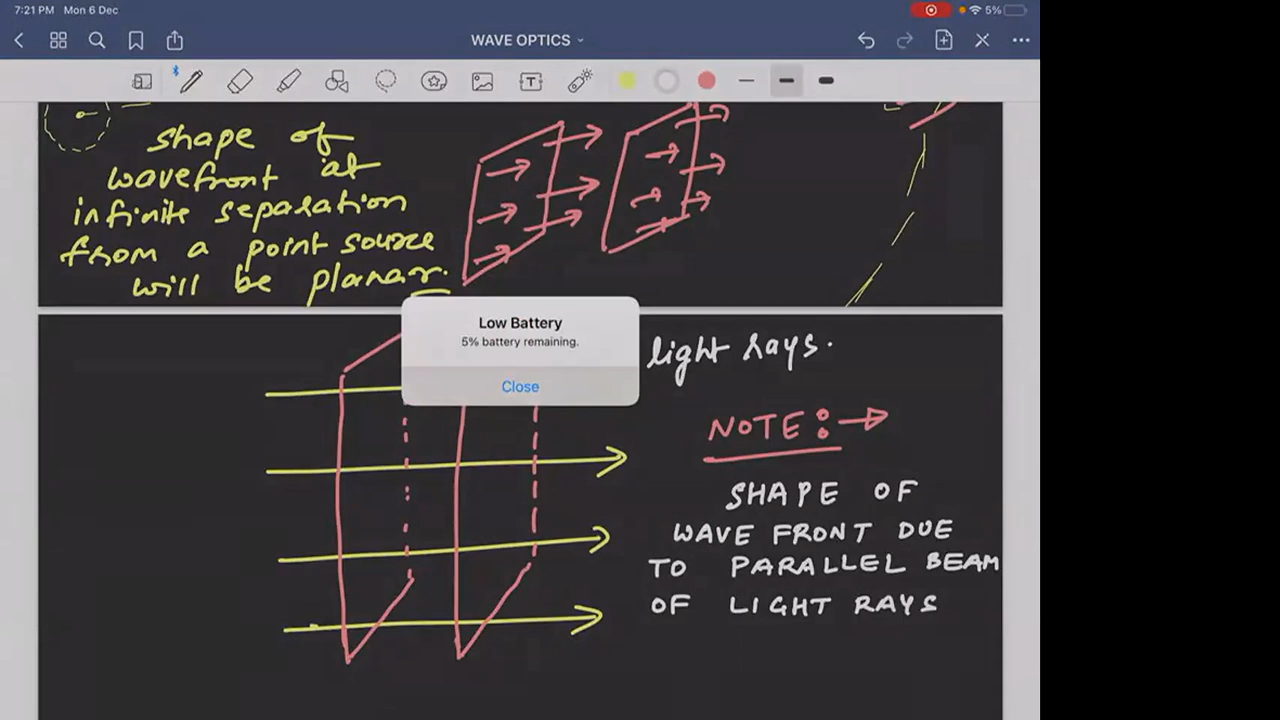 7:21 PM Mon 6 Dec
5%
WAVE OPTICS
T
shape of
wavefront at
infinite separation
from a point source
will be planar.
Low Battery
5% battery remaining.
Close
light rays.
NOTE:→
SHAPE OF
WAVE FRONT DUE
TO PARALLEL BEAM
OF LIGHT RAYS